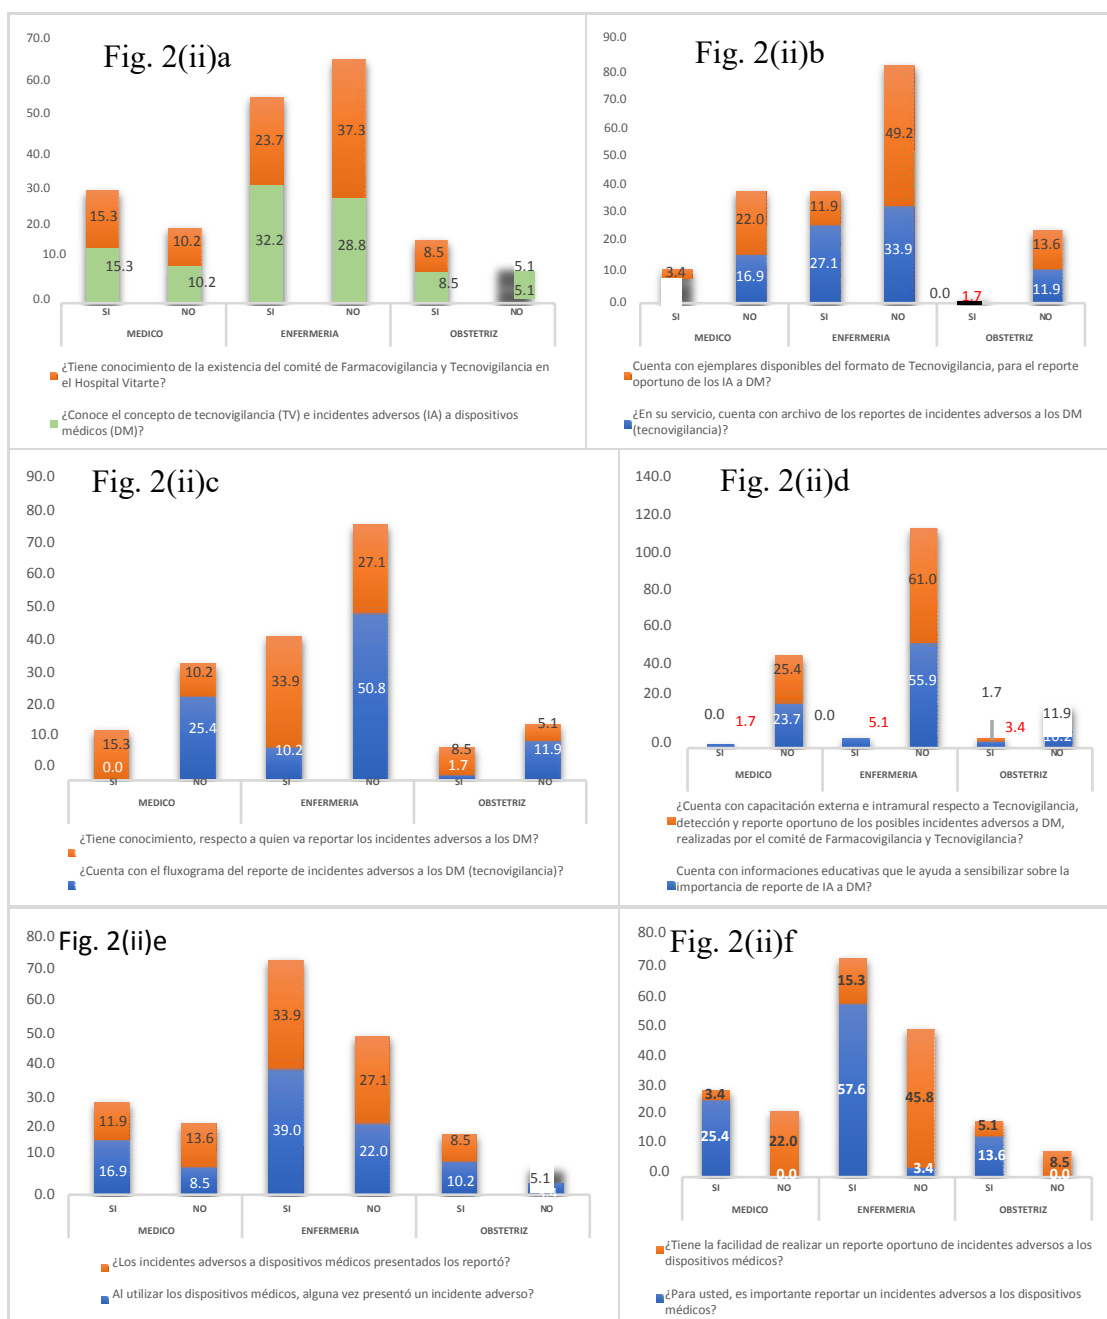 Fig. 2(ii)a
70.0
60.0
50.0
40.0
30.0
20.0
10.0
0.0
15.3
15.3
10.2
10.2
23.7
32.2
37.3
28.8
8.5
8.5
5.1
5.1
SI
NO
SI
NO
SI
NO
MEDICO
ENFERMERIA
OBSTETRIZ
¿Tiene conocimiento de la existencia del comité de Farmacovigilancia y Tecnovigilancia en
el Hospital Vitarte?
¿Conoce el concepto de tecnovigilancia (TV) e incidentes adversos (IA) a dispositivos
médicos (DM)?
Fig. 2(ii)b
90.0
80.0
70.0
60.0
50.0
40.0
30.0
20.0
10.0
0.0
3.4
22.0
16.9
11.9
27.1
49.2
33.9
0.0
1.7
13.6
11.9
SI
NO
SI
NO
SI
NO
MEDICO
ENFERMERIA
OBSTETRIZ
Cuenta con ejemplares disponibles del formato de Tecnovigilancia, para el reporte
oportuno de los IA a DM?
¿En su servicio, cuenta con archivo de los reportes de incidentes adversos a los DM
(tecnovigilancia)?
Fig. 2(ii)c
90.0
80.0
70.0
60.0
50.0
40.0
30.0
20.0
10.0
0.0
15.3
0.0
10.2
25.4
33.9
10.2
27.1
50.8
8.5
1.7
5.1
11.9
SI
NO
SI
NO
SI
NO
MEDICO
ENFERMERIA
OBSTETRIZ
¿Tiene conocimiento, respecto a quien va reportar los incidentes adversos a los DM?
¿Cuenta con el fluxograma del reporte de incidentes adversos a los DM (tecnovigilancia)?
Fig. 2(ii)d
140.0
120.0
100.0
80.0
60.0
40.0
20.0
0.0
0.0
1.7
25.4
23.7
0.0
5.1
61.0
55.9
1.7
3.4
11.9
10.2
SI
NO
SI
NO
SI
NO
MEDICO
ENFERMERIA
OBSTETRIZ
¿Cuenta con capacitación externa e intramural respecto a Tecnovigilancia,
detección y reporte oportuno de los posibles incidentes adversos a DM,
realizadas por el comité de Farmacovigilancia y Tecnovigilancia?
Cuenta con informaciones educativas que le ayuda a sensibilizar sobre la
importancia de reporte de IA a DM?
Fig. 2(ii)e
80.0
70.0
60.0
50.0
40.0
30.0
20.0
10.0
0.0
11.9
16.9
13.6
8.5
33.9
39.0
27.1
22.0
8.5
10.2
5.1
3.4
SI
NO
SI
NO
SI
NO
MEDICO
ENFERMERIA
OBSTETRIZ
¿Los incidentes adversos a dispositivos médicos presentados los reportó?
Al utilizar los dispositivos médicos, alguna vez presentó un incidente adverso?
Fig. 2(ii)f
80.0
70.0
60.0
50.0
40.0
30.0
20.0
10.0
0.0
3.4
25.4
22.0
0.0
15.3
57.6
45.8
3.4
5.1
13.6
8.5
0.0
SI
NO
SI
NO
SI
NO
MEDICO
ENFERMERIA
OBSTETRIZ
¿Tiene la facilidad de realizar un reporte oportuno de incidentes adversos a los
dispositivos médicos?
¿Para usted, es importante reportar un incidentes adversos a los dispositivos
médicos?